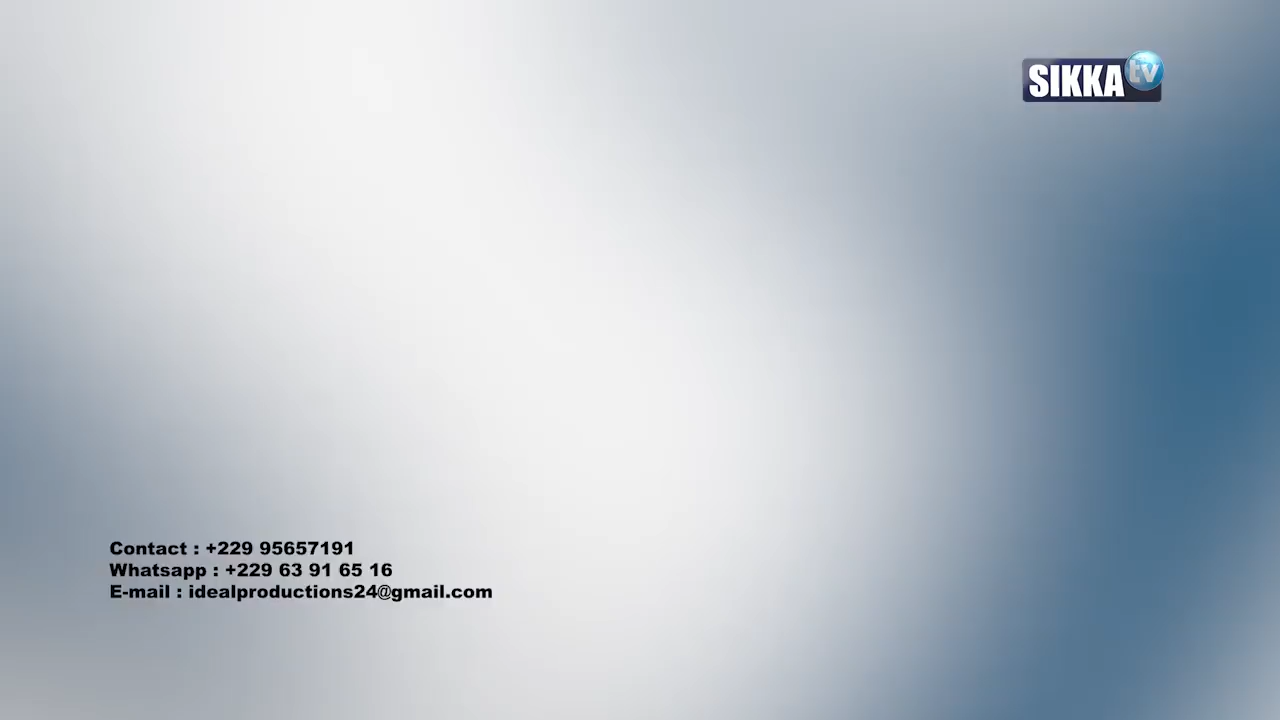 SIKKA tv
Contact : +229 95657191
Whatsapp : +229 63 91 65 16
E-mail : idealproductions24@gmail.com